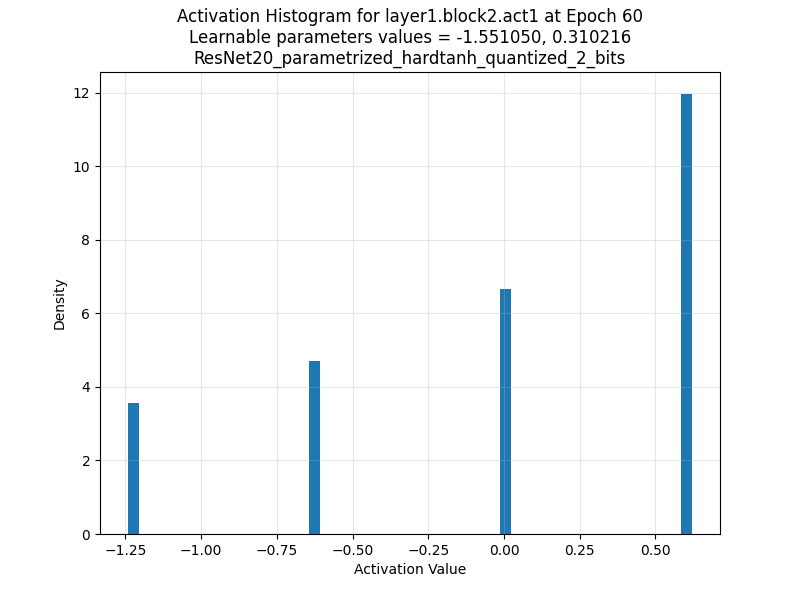 Activation Histogram for layer1.block2.act1 at Epoch 60
Learnable parameters values = -1.551050, 0.310216
ResNet20_parametrized_hardtanh_quantized_2_bits
12
10
8
6
4
2
0
Density
−1.25 −1.00 −0.75 −0.50 −0.25 0.00 0.25 0.50
Activation Value